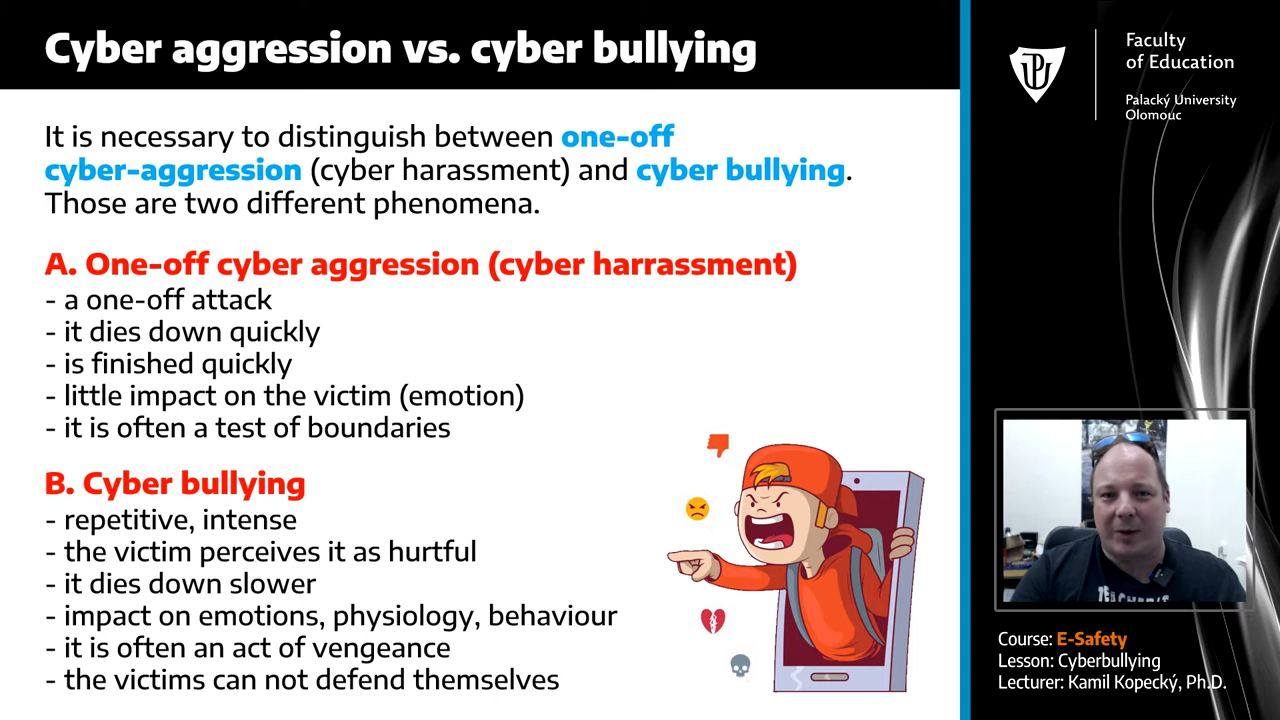 Cyber aggression vs. cyber bullying
It is necessary to distinguish between one-off
cyber-aggression (cyber harassment) and cyber bullying.
Those are two different phenomena.
A. One-off cyber aggression (cyber harrassment)
- a one-off attack
- it dies down quickly
- is finished quickly
- little impact on the victim (emotion)
- it is often a test of boundaries
B. Cyber bullying
- repetitive, intense
- the victim perceives it as hurtful
- it dies down slower
- impact on emotions, physiology, behaviour
- it is often an act of vengeance
- the victims can not defend themselves
Faculty
of Education
Palacký University
Olomouc
Course: E-Safety
Lesson: Cyberbullying
Lecturer: Kamil Kopecký, Ph.D.